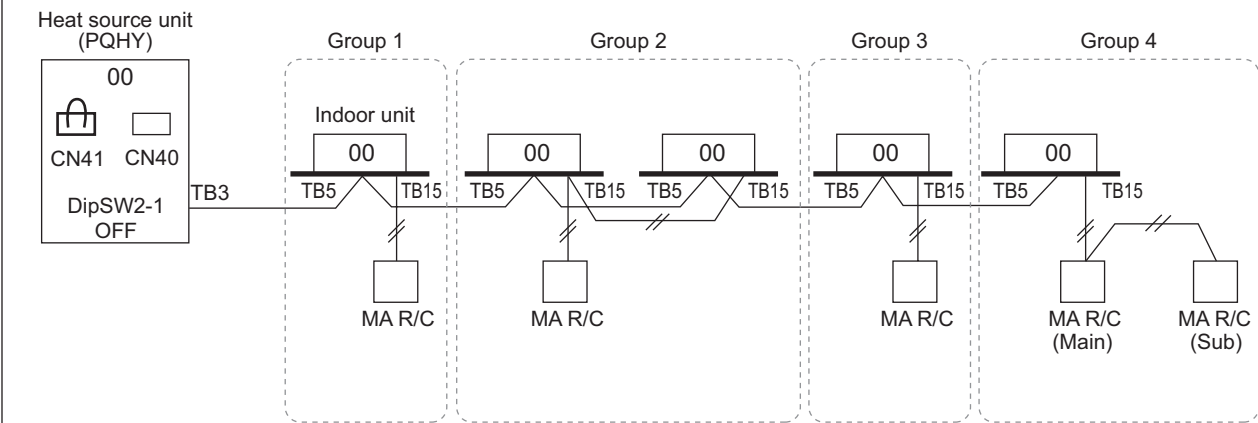 Heat source unit
(PQHY)
Group 1
Group 2
Group 3
Group 4
00
CN41
CN40
DipSW2-1
OFF
TB3
Indoor unit
00
00
00
00
00
TB5
TB15
TB5
TB15
TB5
TB15
TB5
TB15
TB5
TB15
MA R/C
MA R/C
MA R/C
MA R/C
(Main)
MA R/C
(Sub)